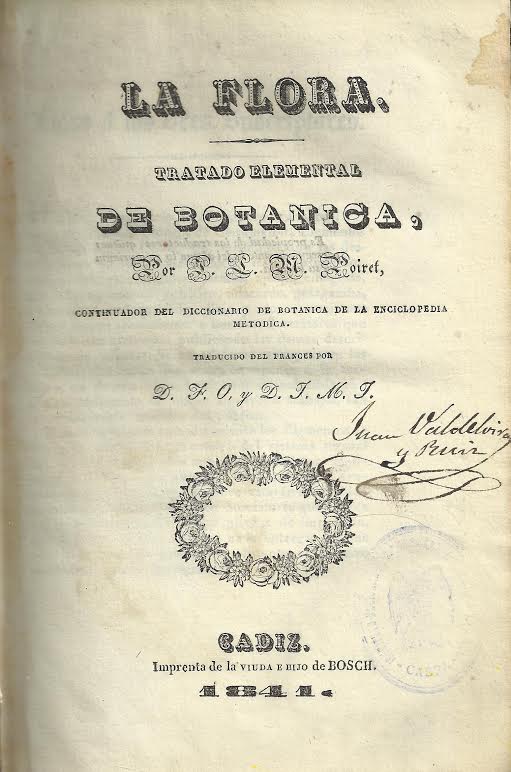 LA FLORA.
TRATADO ELEMENTAL
DE BOTANICA,
Por J. L. M. Poiret,
CONTINUADOR DEL DICCIONARIO DE BOTANICA DE LA ENCICLOPEDIA
METODICA.
TRADUCIDO DEL FRANCES POR
D. F. O. y D. J. M. J.
Juan Valdelvira
y Ruiz
CADIZ.
Imprenta de la VIUDA E HIJO de BOSCH.
1841.